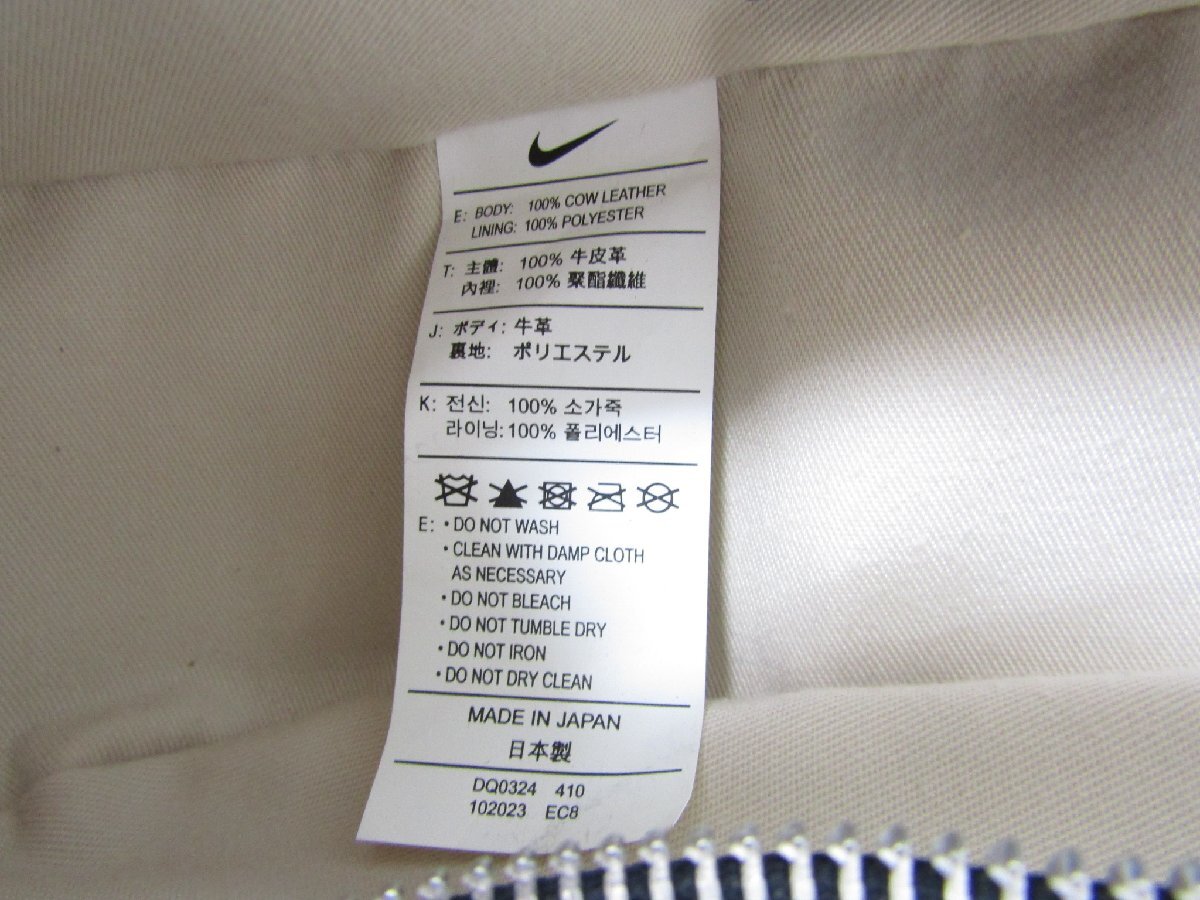 E: BODY: 100% COW LEATHER
LINING: 100% POLYESTER
T: 主體: 100% 牛皮革
內裡: 100% 聚酯纖維
J: ボディ: 牛革
裏地: ポリエステル
K: 전신: 100% 소가죽
라이닝: 100% 폴리에스터
E: • DO NOT WASH
• CLEAN WITH DAMP CLOTH
AS NECESSARY
• DO NOT BLEACH
• DO NOT TUMBLE DRY
• DO NOT IRON
• DO NOT DRY CLEAN
MADE IN JAPAN
日本製
DQ0324 410
102023 EC8